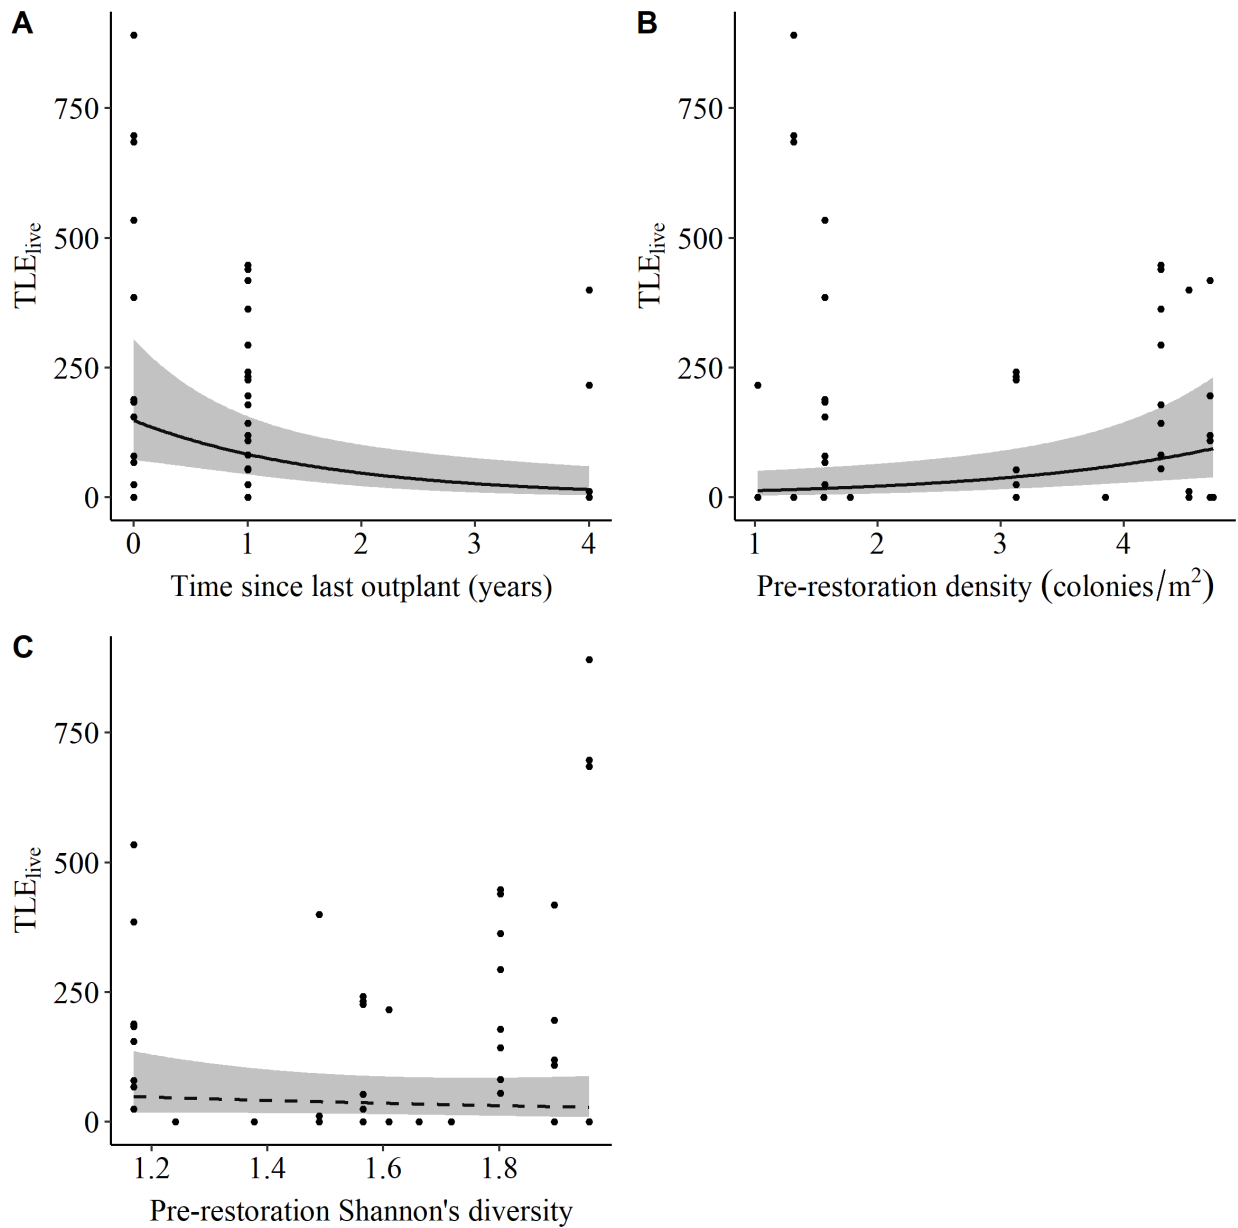 A
750
500
250
0
TLElive
0 1 2 3 4
Time since last outplant (years)
B
750
500
250
0
TLElive
1 2 3 4
Pre-restoration density (colonies/m²)
C
750
500
250
0
TLElive
1.2 1.4 1.6 1.8
Pre-restoration Shannon's diversity